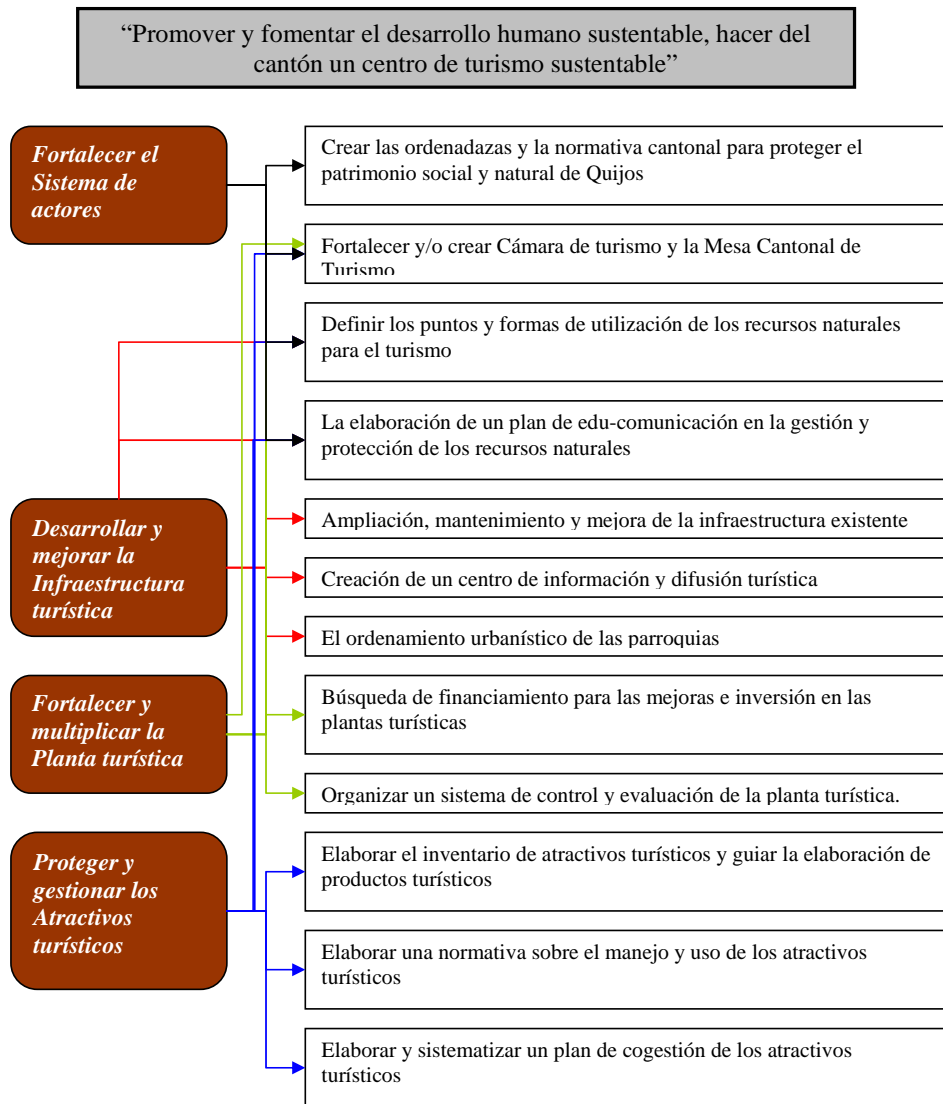 “Promover y fomentar el desarrollo humano sustentable, hacer del
cantón un centro de turismo sustentable”
Fortalecer el
Sistema de
actores
Crear las ordenadazas y la normativa cantonal para proteger el
patrimonio social y natural de Quijos
Fortalecer y/o crear Cámara de turismo y la Mesa Cantonal de
Turismo
Definir los puntos y formas de utilización de los recursos naturales
para el turismo
La elaboración de un plan de edu-comunicación en la gestión y
protección de los recursos naturales
Desarrollar y
mejorar la
Infraestructura
turística
Ampliación, mantenimiento y mejora de la infraestructura existente
Creación de un centro de información y difusión turística
El ordenamiento urbanístico de las parroquias
Fortalecer y
multiplicar la
Planta turística
Búsqueda de financiamiento para las mejoras e inversión en las
plantas turísticas
Organizar un sistema de control y evaluación de la planta turística.
Proteger y
gestionar los
Atractivos
turísticos
Elaborar el inventario de atractivos turísticos y guiar la elaboración de
productos turísticos
Elaborar una normativa sobre el manejo y uso de los atractivos
turísticos
Elaborar y sistematizar un plan de cogestión de los atractivos
turísticos